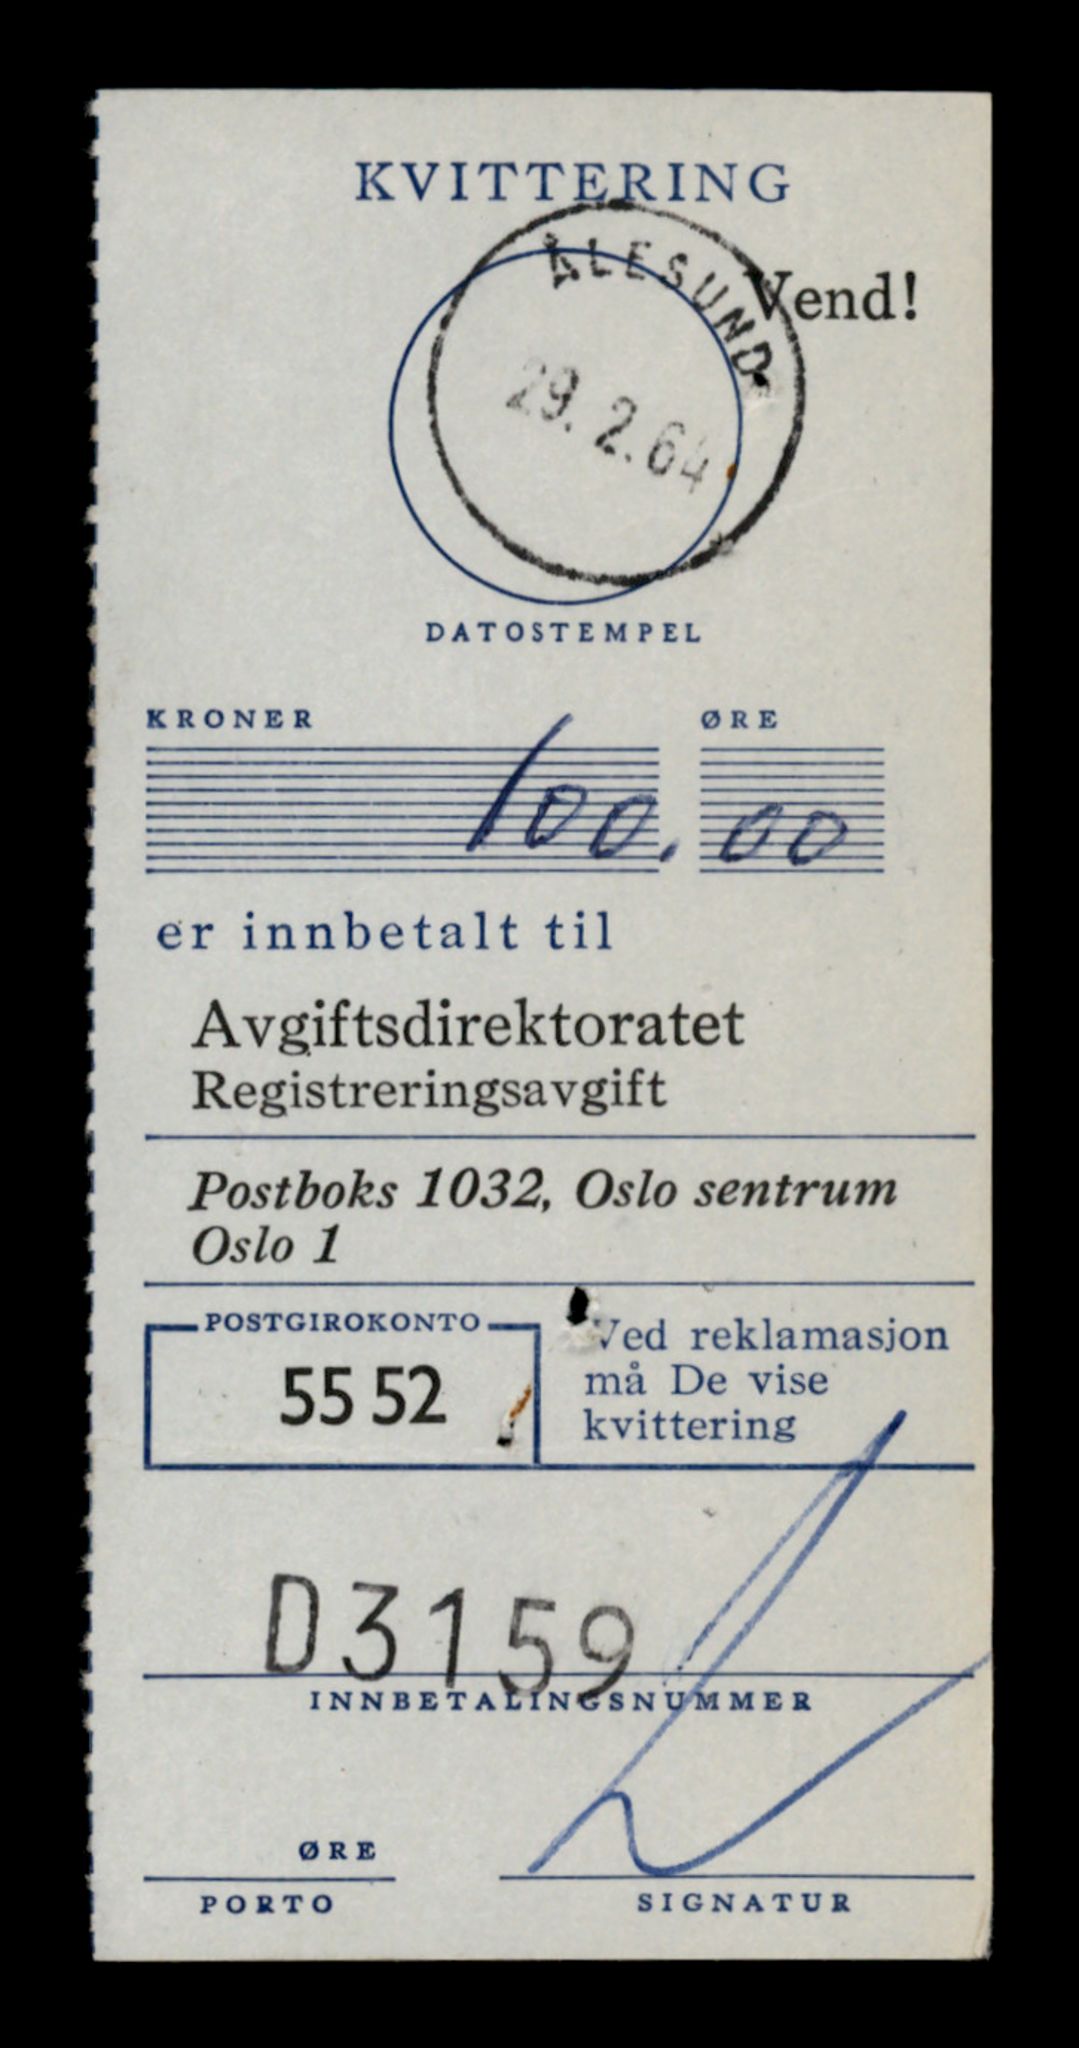 KVITTERING
ÅLESUND
Vend!
29.2.64
DATOSTEMPEL
KRONER ØRE
100.00
er innbetalt til
Avgiftsdirektoratet
Registreringsavgift
Postboks 1032, Oslo sentrum
Oslo 1
POSTGIROKONTO
55 52
Ved reklamasjon
må De vise
kvittering
D3159
INNBETALINGSNUMMER
ØRE
PORTO
SIGNATUR